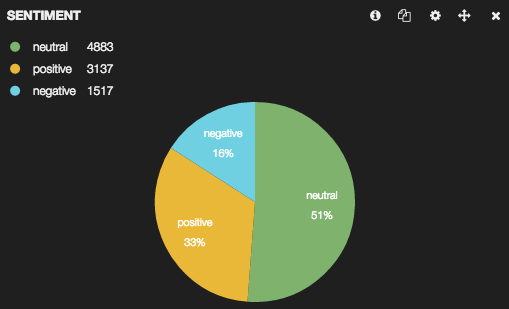 SENTIMENT
neutral 4883
positive 3137
negative 1517
negative
16%
neutral
51%
positive
33%